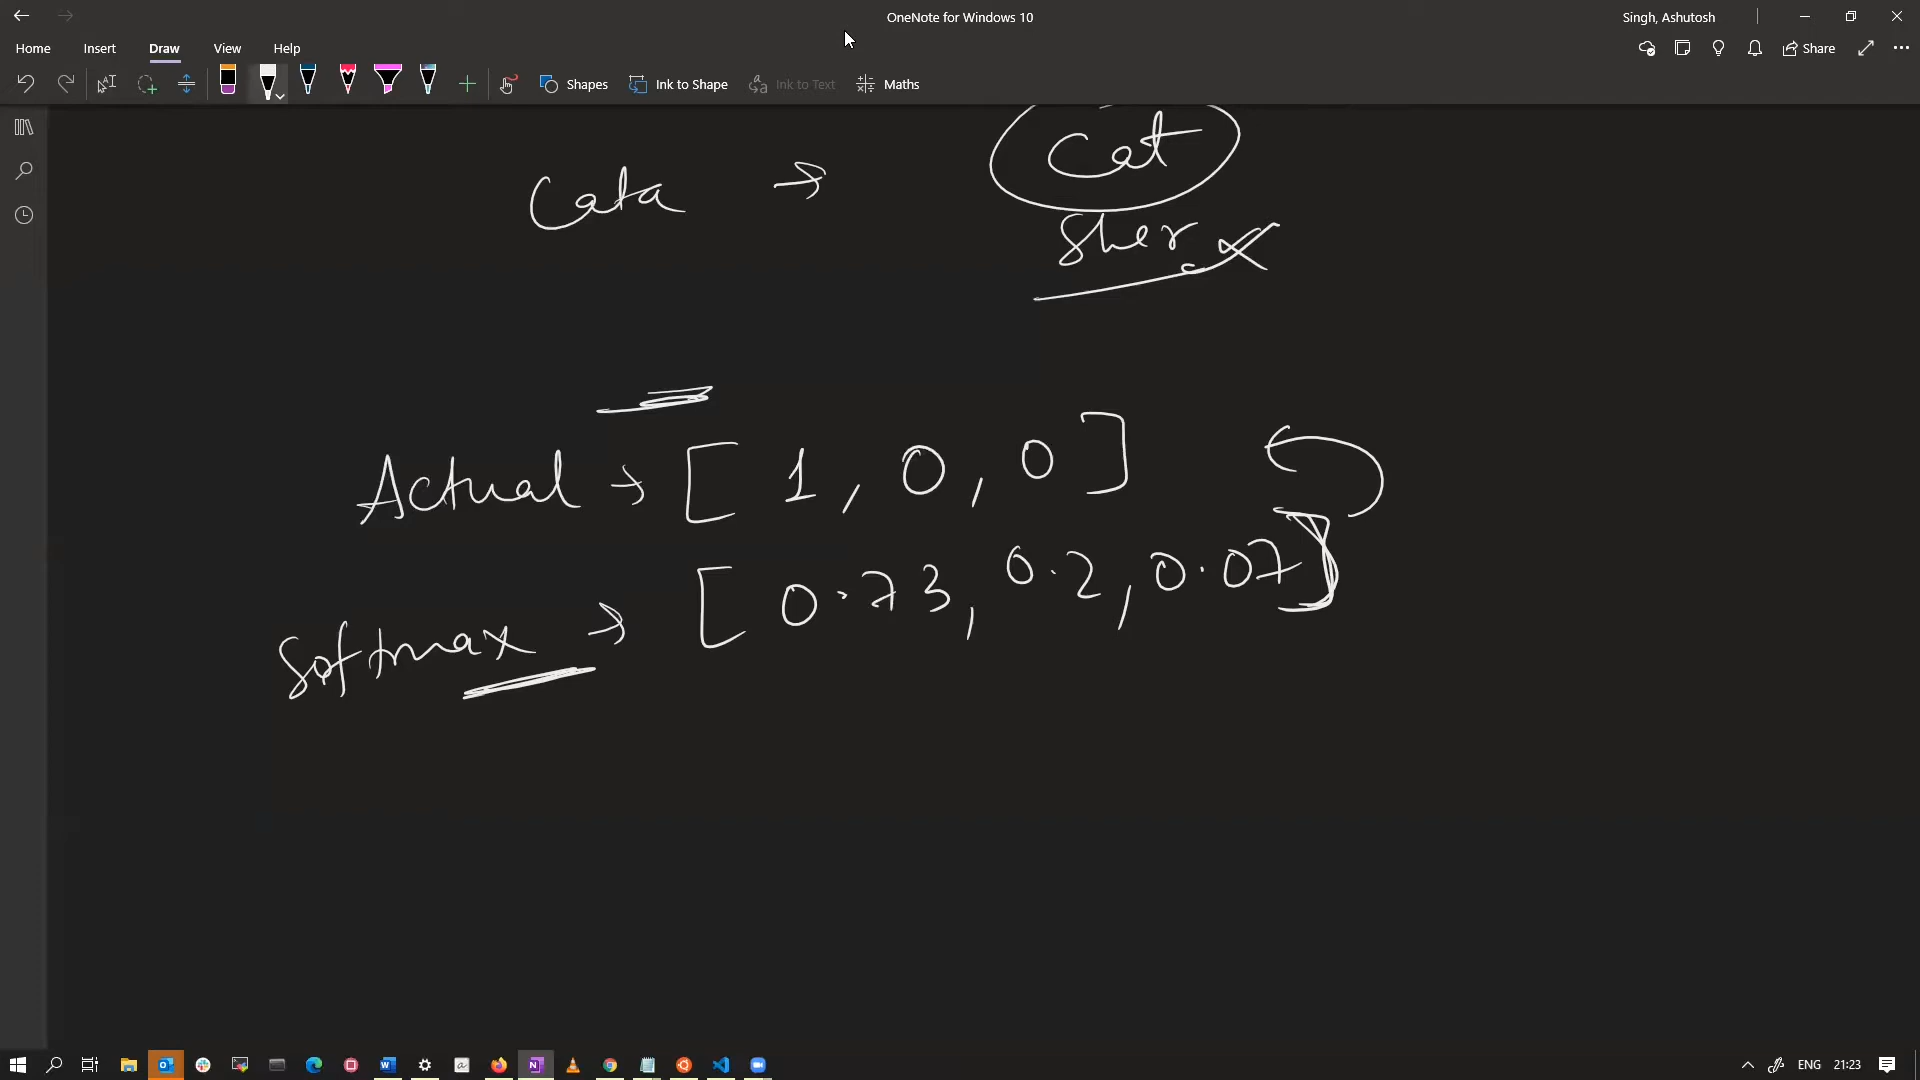 OneNote for Windows 10
Singh, Ashutosh
Home Insert Draw View Help
Share
Shapes Ink to Shape Ink to Text Maths
Cat
Cata →
Sher
Actual → [ 1, 0, 0 ]
[ 0.73, 0.2, 0.07 ]
Softmax →
ENG 21:23